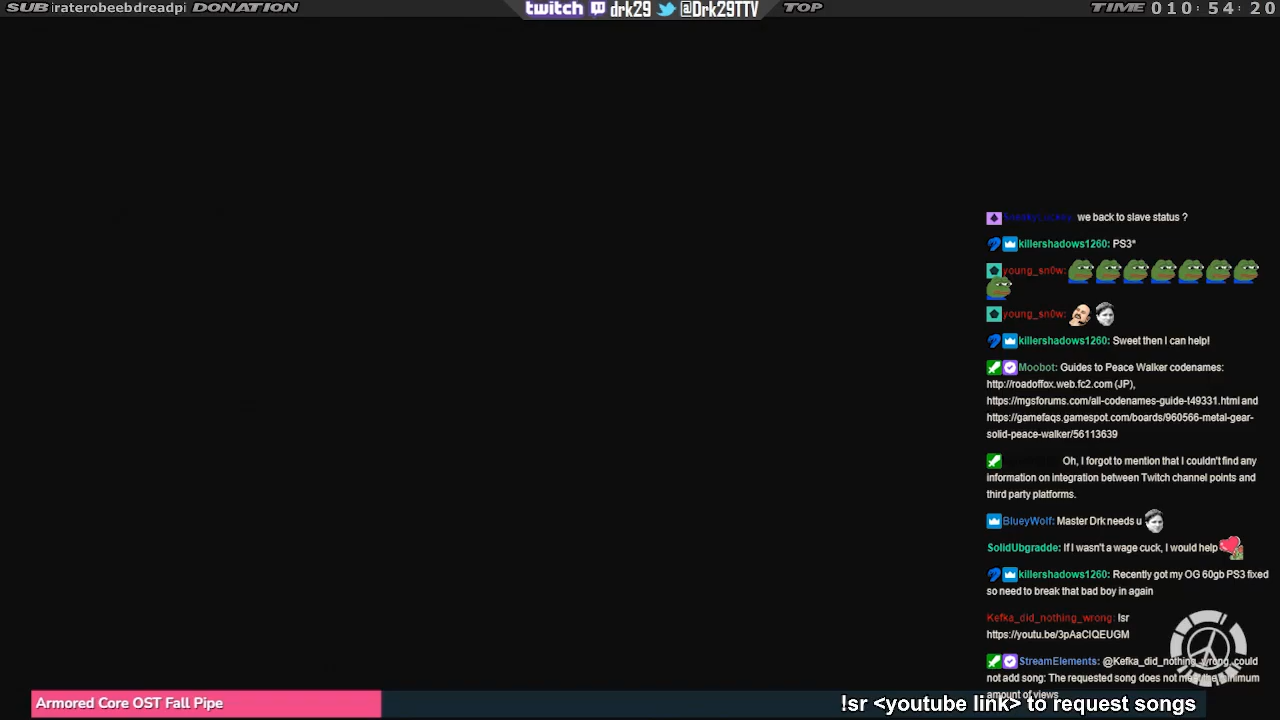 SUB iraterobeebdreadpi DONATION
twitch drk29 @Drk29TTV
TOP
TIME 010:54:20
we back to slave status ?
killershadows1260: PS3*
young_sn0w:
young_sn0w:
killershadows1260: Sweet then I can help!
Moobot: Guides to Peace Walker codenames:
http://roadoffox.web.fc2.com (JP),
https://mgsforums.com/all-codenames-guide-t49331.html and
https://gamefaqs.gamespot.com/boards/960566-metal-gear-
solid-peace-walker/56113639
Oh, I forgot to mention that I couldn't find any
information on integration between Twitch channel points and
third party platforms.
BlueyWolf: Master Drk needs u
SolidUbgradde: If I wasn't a wage cuck, I would help
killershadows1260: Recently got my OG 60gb PS3 fixed
so need to break that bad boy in again
Kefka_did_nothing_wrong: !sr
https://youtu.be/3pAaClQEUGM
StreamElements: @Kefka_did_nothing_wrong could
not add song: The requested song does not meet the minimum
amount of views
Armored Core OST Fall Pipe
!sr <youtube link> to request songs